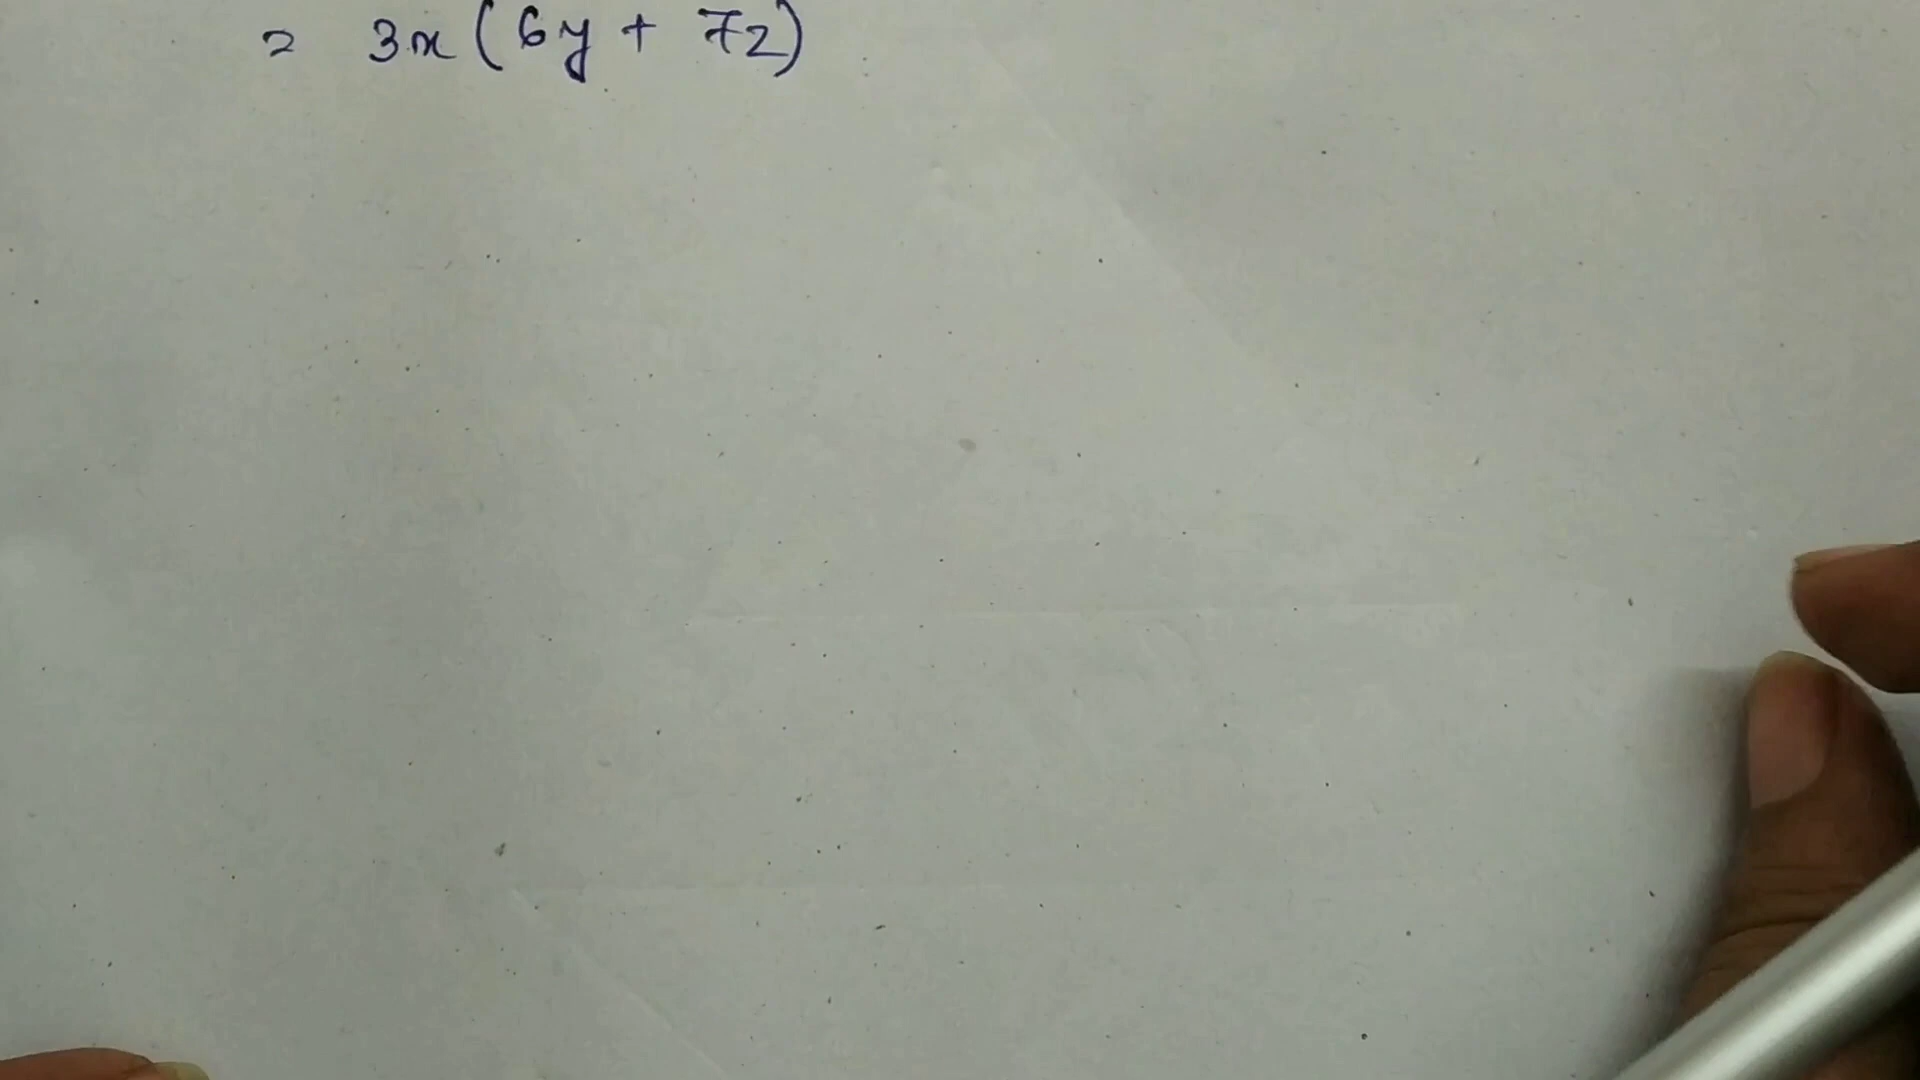 = 3x (6y + 7z)